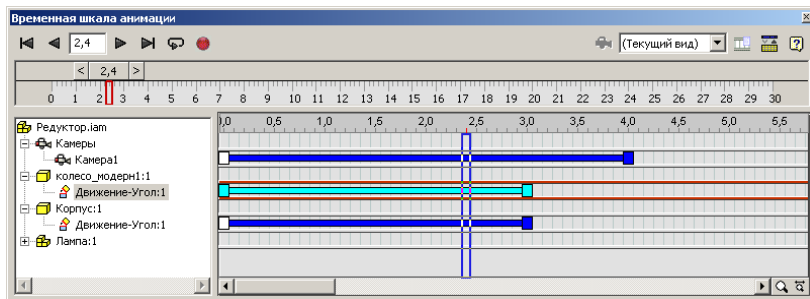 Временная шкала анимации
2,4 (Текущий вид)
< 2,4 >
0 1 2 3 4 5 6 7 8 9 10 11 12 13 14 15 16 17 18 19 20 21 22 23 24 25 26 27 28 29 30
0,0 0,5 1,0 1,5 2,0 2,5 3,0 3,5 4,0 4,5 5,0 5,5
Редуктор.iam
Камеры
Камера1
колесо_модерн1:1
Движение-Угол:1
Корпус:1
Движение-Угол:1
Лампа:1